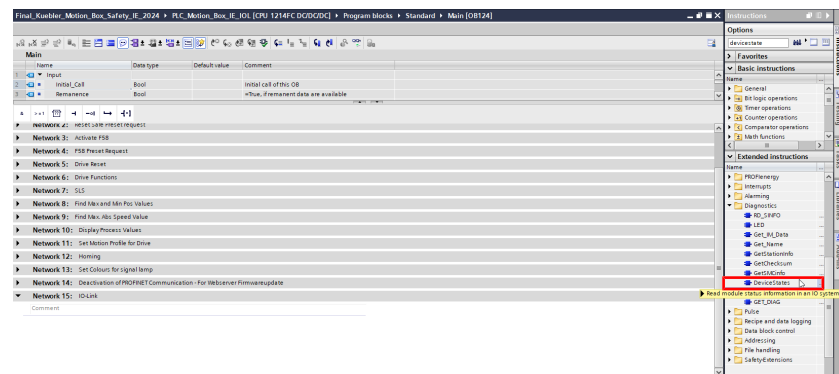 Final_Kuebler_Motion_Box_Safety_IE_2024 ▸ PLC_Motion_Box_IE_IOL [CPU 1214FC DC/DC/DC] ▸ Program blocks ▸ Standard ▸ Main [OB124]
Main
Name Data type Default value Comment
1 Input
2 Initial_Call Bool Initial call of this OB
3 Remanence Bool =True, if remanent data are available
Network 2: Reset Safe Preset request
Network 3: Activate FSB
Network 4: FSB Preset Request
Network 5: Drive Reset
Network 6: Drive Functions
Network 7: SLS
Network 8: Find Max and Min Pos Values
Network 9: Find Max. Abs Speed Value
Network 10: Display Process Values
Network 11: Set Motion Profile for Drive
Network 12: Homing
Network 13: Set Colours for signal lamp
Network 14: Deactivation of PROFINET Communication - For Webserver Firmwareupdate
Network 15: IO-Link
Comment
Instructions
Options
devicestate
Favorites
Basic instructions
Name
General
Bit logic operations
Timer operations
Counter operations
Comparator operations
Math functions
Extended instructions
Name
PROFIenergy
Interrupts
Alarming
Diagnostics
RD_SINFO
LED
Get_IM_Data
Get_Name
GetStationInfo
GetChecksum
GetSMCinfo
DeviceStates
Read module status information in an IO system
GET_DIAG
Pulse
Recipe and data logging
Data block control
Addressing
File handling
Safety-Extensions